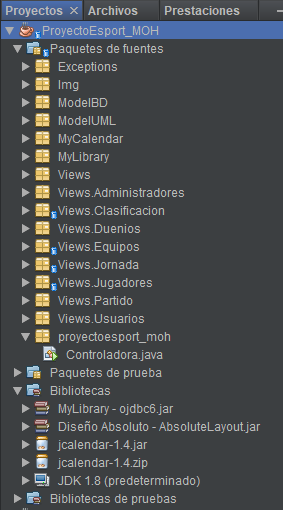 Proyectos Archivos Prestaciones
ProyectoEsport_MOH
Paquetes de fuentes
Exceptions
Img
ModelBD
ModelUML
MyCalendar
MyLibrary
Views
Views.Administradores
Views.Clasificacion
Views.Duenios
Views.Equipos
Views.Jornada
Views.Jugadores
Views.Partido
Views.Usuarios
proyectoesport_moh
Controladora.java
Paquetes de prueba
Bibliotecas
MyLibrary - ojdbc6.jar
Diseño Absoluto - AbsoluteLayout.jar
jcalendar-1.4.jar
jcalendar-1.4.zip
JDK 1.8 (predeterminado)
Bibliotecas de pruebas